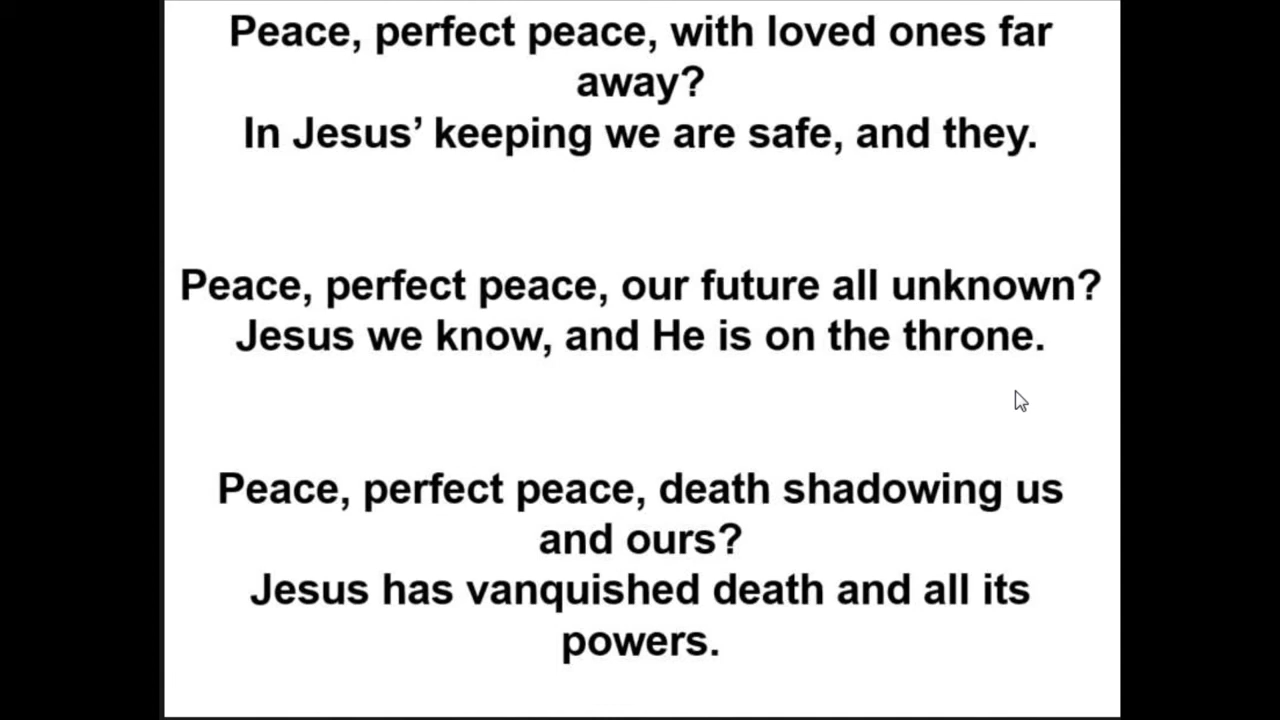 Peace, perfect peace, with loved ones far
away?
In Jesus’ keeping we are safe, and they.
Peace, perfect peace, our future all unknown?
Jesus we know, and He is on the throne.
Peace, perfect peace, death shadowing us
and ours?
Jesus has vanquished death and all its
powers.